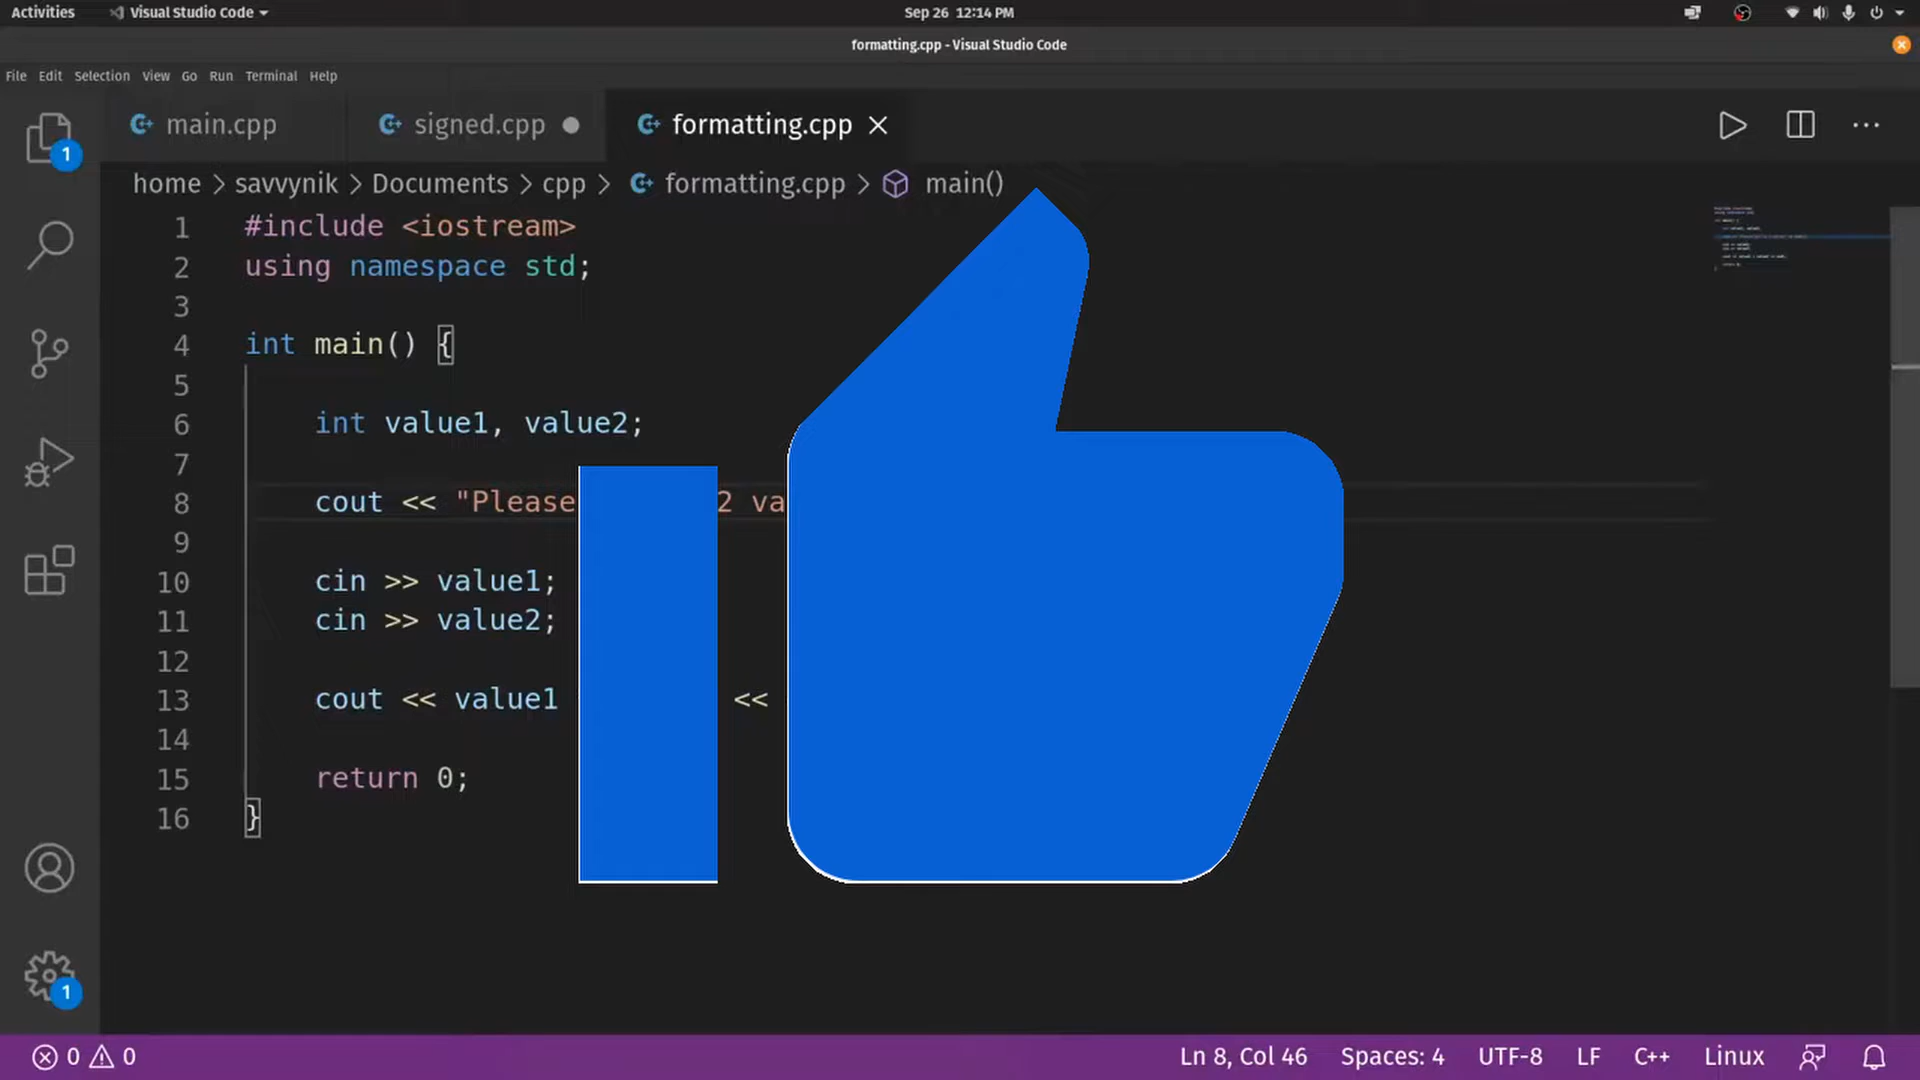 Activities Visual Studio Code Sep 26 12:14 PM
formatting.cpp - Visual Studio Code
File Edit Selection View Go Run Terminal Help
main.cpp signed.cpp formatting.cpp
1
home > savvynik > Documents > cpp > formatting.cpp > main()
1 #include <iostream>
2 using namespace std;
3
4 int main() {
5
6 int value1, value2;
7
8 cout << "Please 2 va
9
10 cin >> value1;
11 cin >> value2;
12
13 cout << value1 <<
14
15 return 0;
16 }
1
0 0 Ln 8, Col 46 Spaces: 4 UTF-8 LF C++ Linux